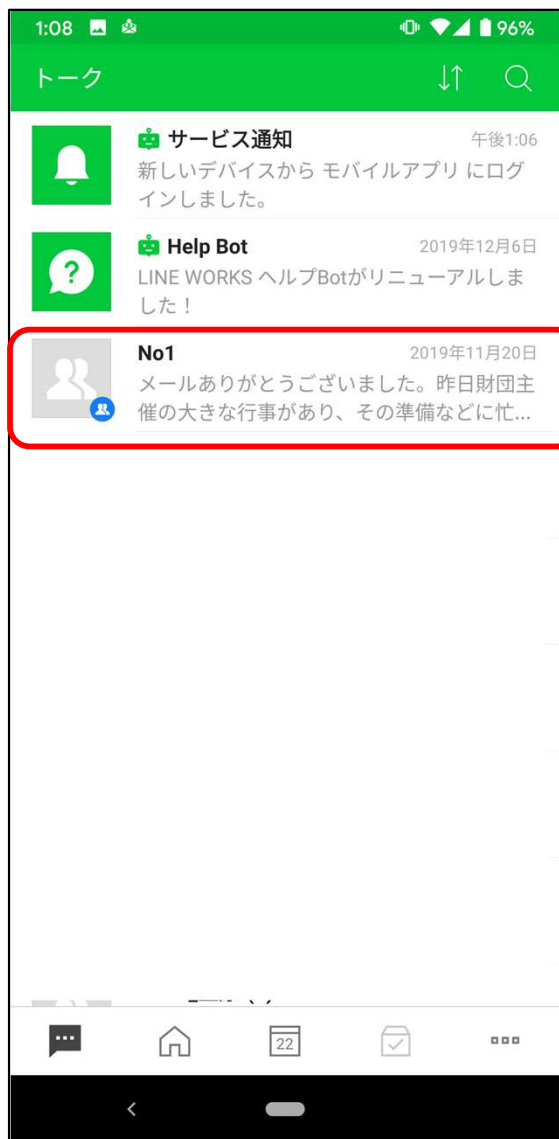 1:08 96%
トーク
サービス通知 午後1:06
新しいデバイスから モバイルアプリ にログ
インしました。
Help Bot 2019年12月6日
LINE WORKS ヘルプBotがリニューアルしま
した！
No1 2019年11月20日
メールありがとうございました。昨日財団主
催の大きな行事があり、その準備などに忙...
22